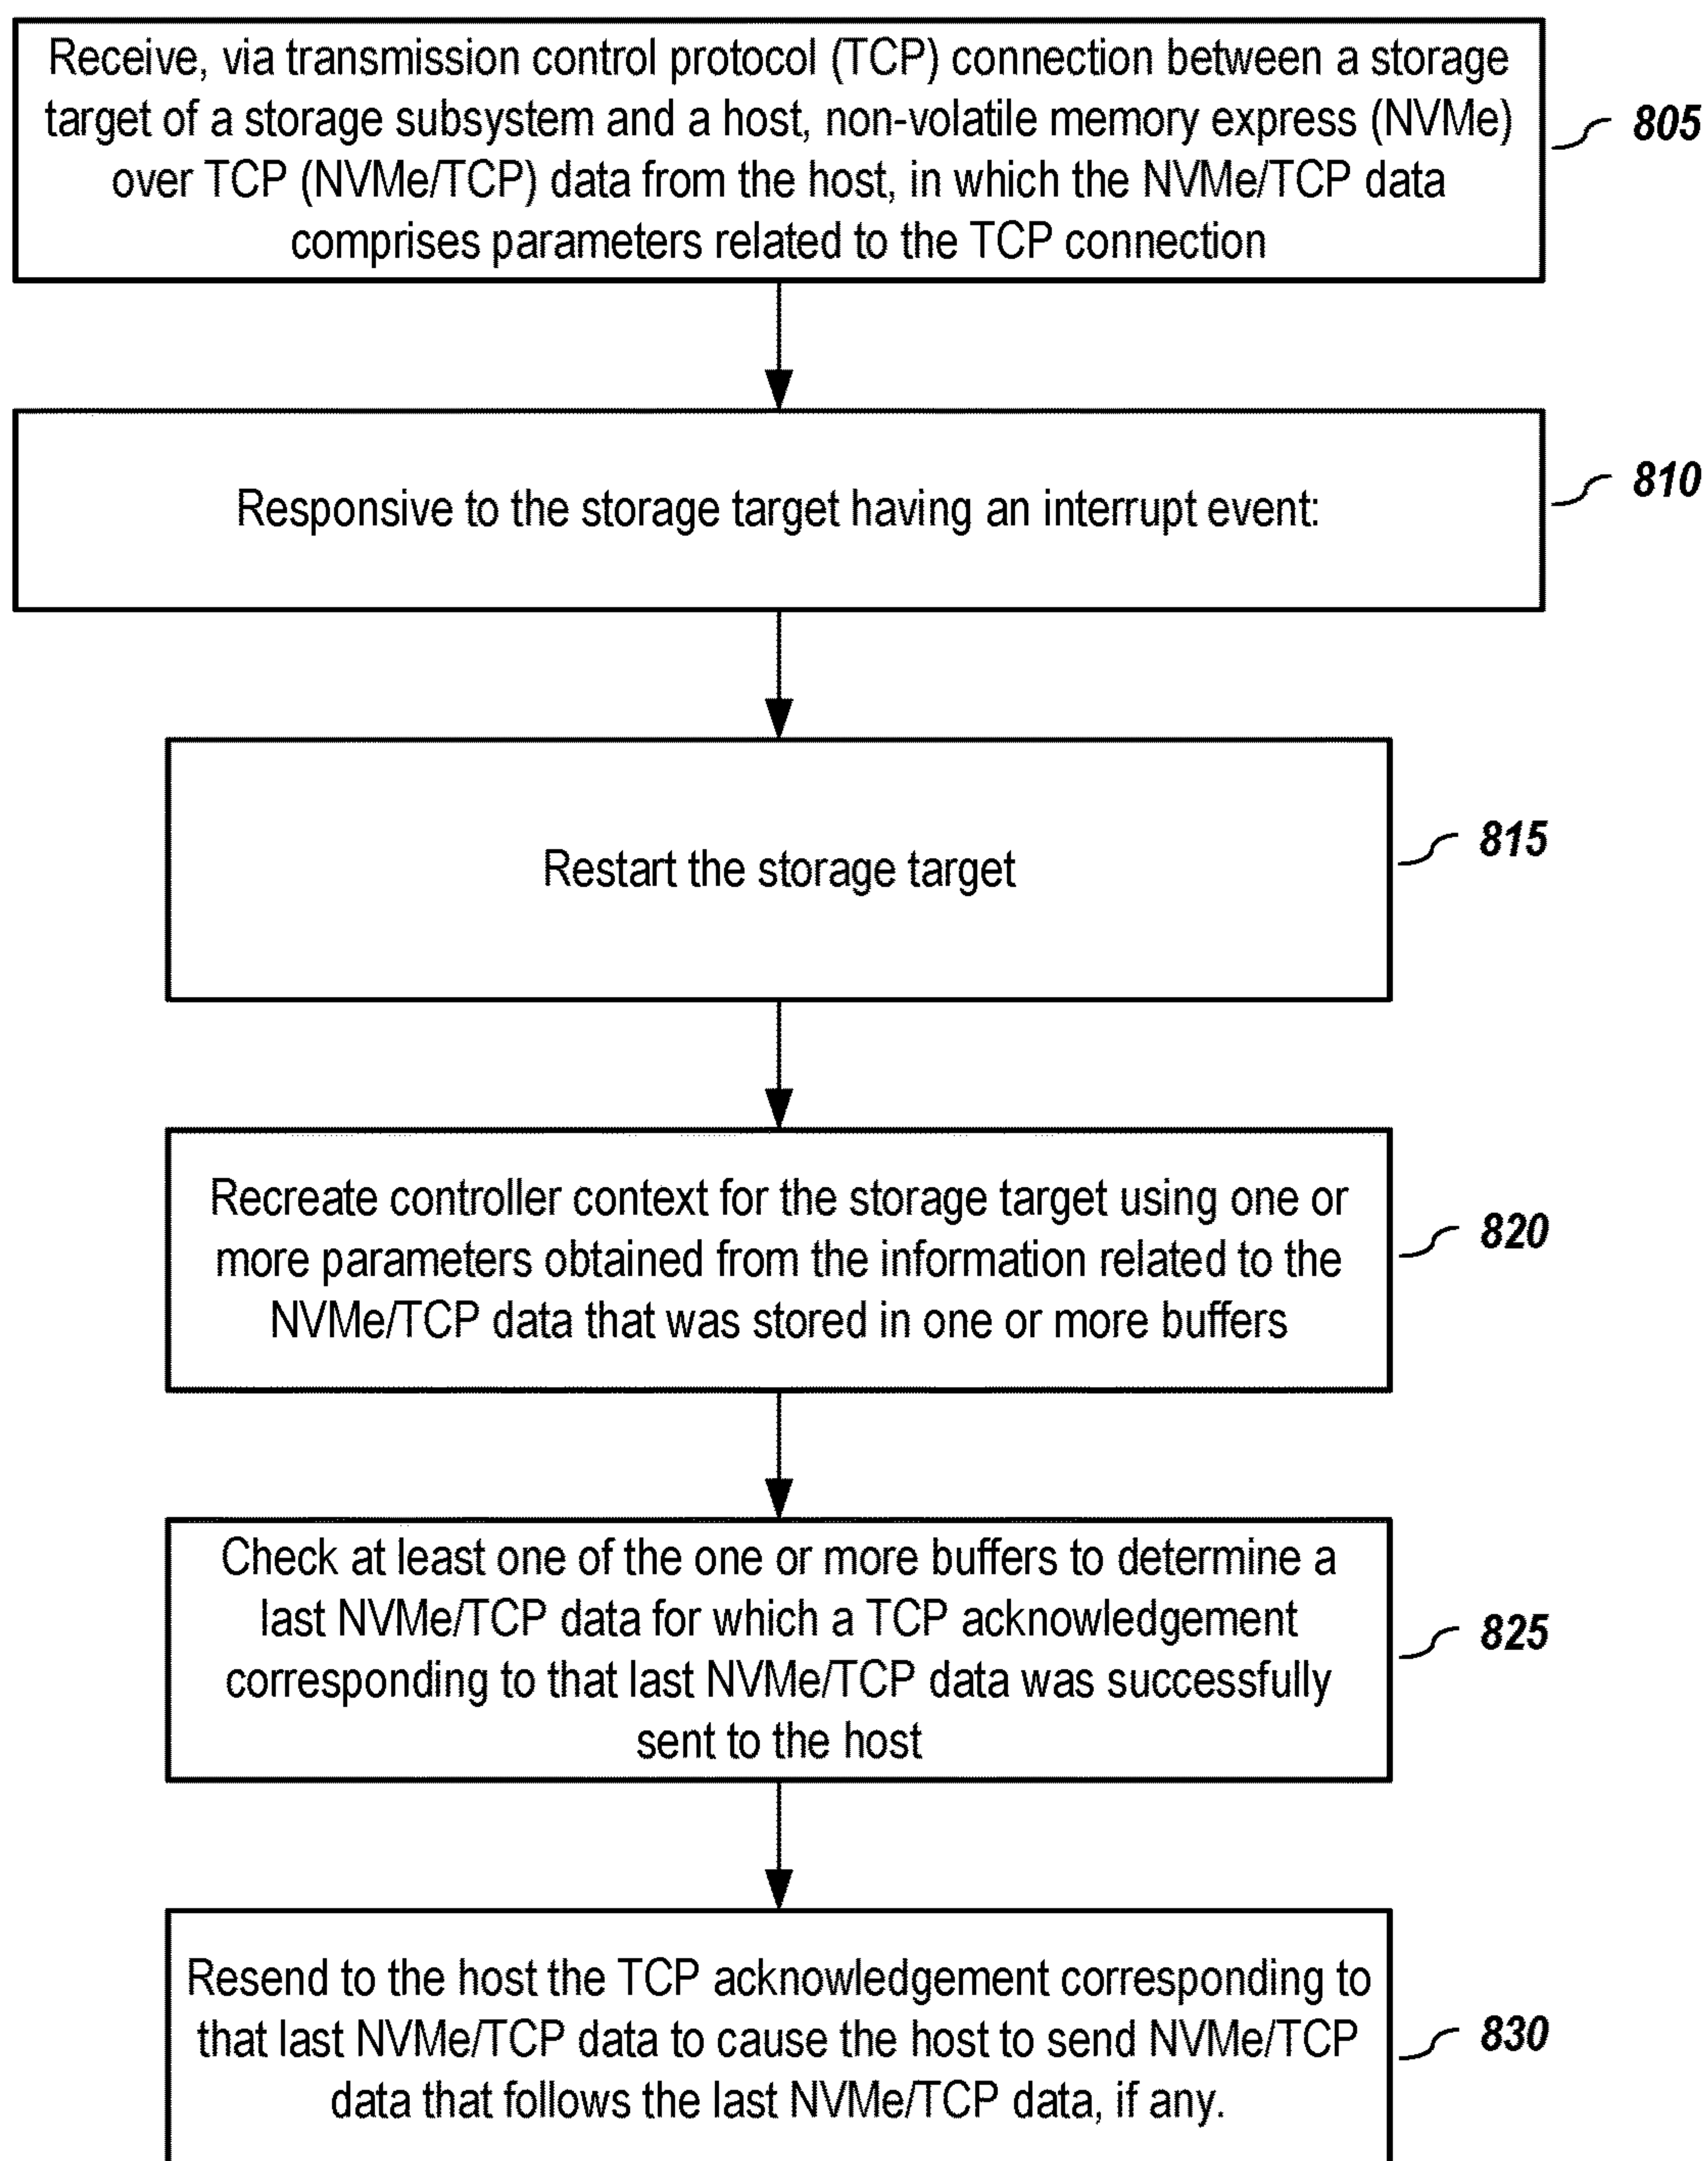 Receive, via transmission control protocol (TCP) connection between a storage
target of a storage subsystem and a host, non-volatile memory express (NVMe)
over TCP (NVMe/TCP) data from the host, in which the NVMe/TCP data
comprises parameters related to the TCP connection
805
Responsive to the storage target having an interrupt event:
810
Restart the storage target
815
Recreate controller context for the storage target using one or
more parameters obtained from the information related to the
NVMe/TCP data that was stored in one or more buffers
820
Check at least one of the one or more buffers to determine a
last NVMe/TCP data for which a TCP acknowledgement
corresponding to that last NVMe/TCP data was successfully
sent to the host
825
Resend to the host the TCP acknowledgement corresponding to
that last NVMe/TCP data to cause the host to send NVMe/TCP
data that follows the last NVMe/TCP data, if any.
830